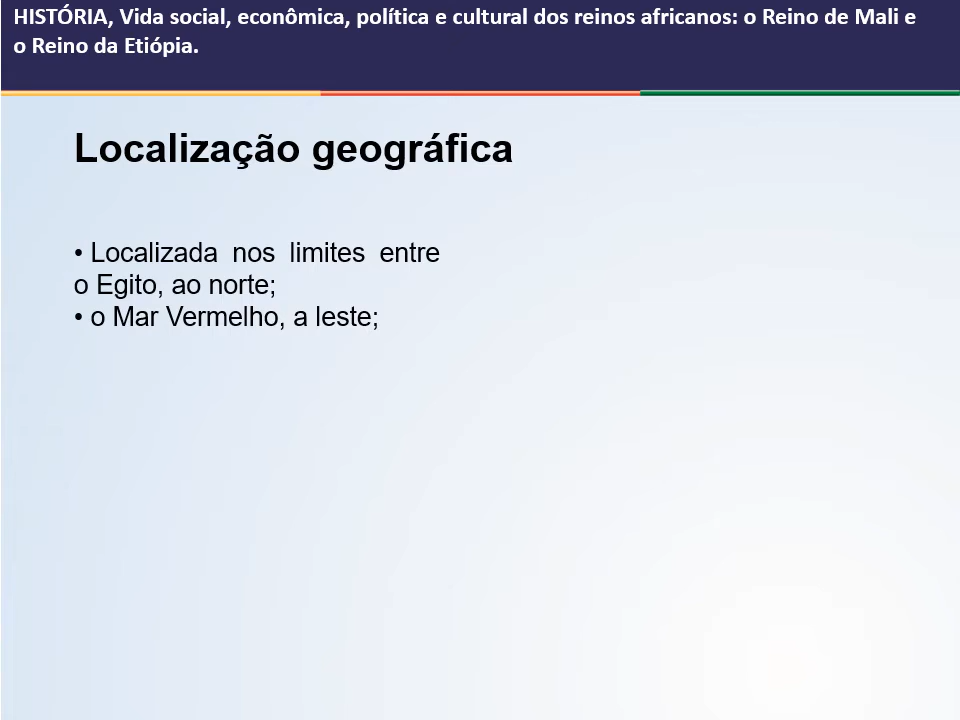 HISTÓRIA, Vida social, econômica, política e cultural dos reinos africanos: o Reino de Mali e
o Reino da Etiópia.
Localização geográfica
• Localizada nos limites entre
o Egito, ao norte;
• o Mar Vermelho, a leste;